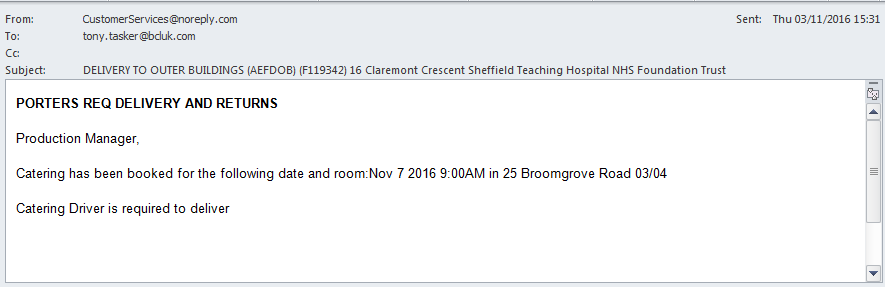 From: CustomerServices@noreply.com Sent: Thu 03/11/2016 15:31
To: tony.tasker@bcluk.com
Cc:
Subject: DELIVERY TO OUTER BUILDINGS (AEFDOB) (F119342) 16 Claremont Crescent Sheffield Teaching Hospital NHS Foundation Trust
PORTERS REQ DELIVERY AND RETURNS
Production Manager,
Catering has been booked for the following date and room:Nov 7 2016 9:00AM in 25 Broomgrove Road 03/04
Catering Driver is required to deliver